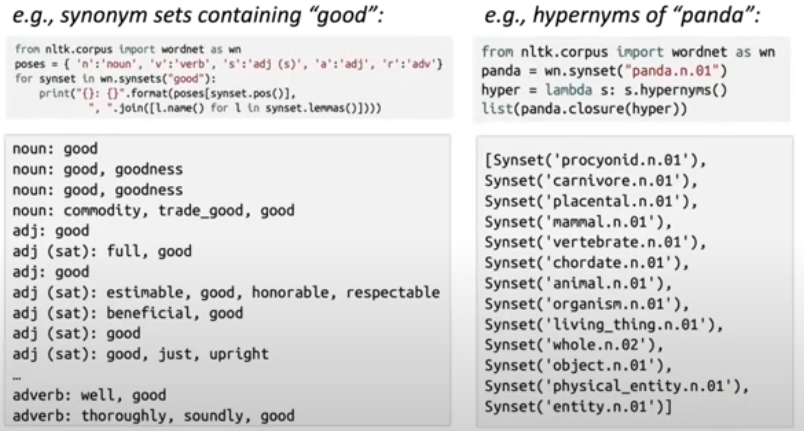 e.g., synonym sets containing “good”:
from nltk.corpus import wordnet as wn
poses = { 'n':'noun', 'v':'verb', 's':'adj (s)', 'a':'adj', 'r':'adv'}
for synset in wn.synsets("good"):
    print("{}: {}".format(poses[synset.pos()],
            ", ".join([l.name() for l in synset.lemmas()])))
noun: good
noun: good, goodness
noun: good, goodness
noun: commodity, trade_good, good
adj: good
adj (sat): full, good
adj: good
adj (sat): estimable, good, honorable, respectable
adj (sat): beneficial, good
adj (sat): good
adj (sat): good, just, upright
…
adverb: well, good
adverb: thoroughly, soundly, good
e.g., hypernyms of “panda”:
from nltk.corpus import wordnet as wn
panda = wn.synset("panda.n.01")
hyper = lambda s: s.hypernyms()
list(panda.closure(hyper))
[Synset('procyonid.n.01'),
Synset('carnivore.n.01'),
Synset('placental.n.01'),
Synset('mammal.n.01'),
Synset('vertebrate.n.01'),
Synset('chordate.n.01'),
Synset('animal.n.01'),
Synset('organism.n.01'),
Synset('living_thing.n.01'),
Synset('whole.n.02'),
Synset('object.n.01'),
Synset('physical_entity.n.01'),
Synset('entity.n.01')]